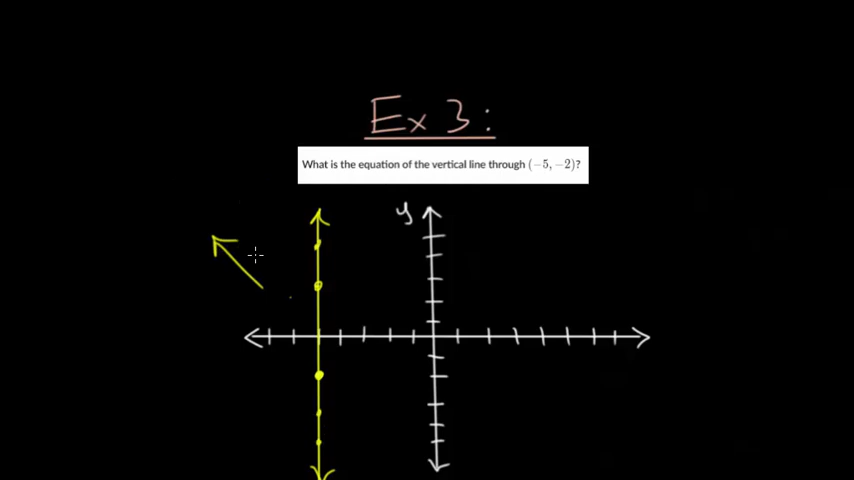 Ex 3:
What is the equation of the vertical line through (−5, −2)?
y